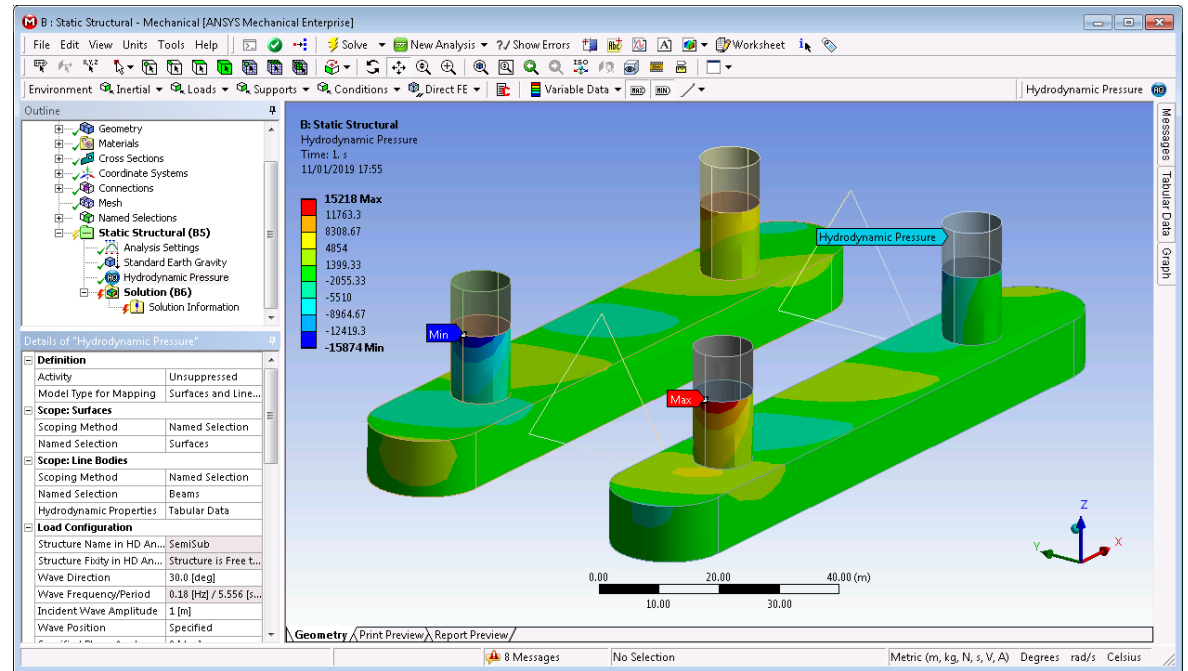 B : Static Structural - Mechanical [ANSYS Mechanical Enterprise]
File Edit View Units Tools Help Solve New Analysis ?/ Show Errors Worksheet
Environment Inertial Loads Supports Conditions Direct FE Variable Data MAX MIN Hydrodynamic Pressure
Outline
Geometry
Materials
Cross Sections
Coordinate Systems
Connections
Mesh
Named Selections
Static Structural (B5)
Analysis Settings
Standard Earth Gravity
Hydrodynamic Pressure
Solution (B6)
Solution Information
Details of "Hydrodynamic Pressure"
Definition
Activity Unsuppressed
Model Type for Mapping Surfaces and Line...
Scope: Surfaces
Scoping Method Named Selection
Named Selection Surfaces
Scope: Line Bodies
Scoping Method Named Selection
Named Selection Beams
Hydrodynamic Properties Tabular Data
Load Configuration
Structure Name in HD An... SemiSub
Structure Fixity in HD An... Structure is Free t...
Wave Direction 30.0 [deg]
Wave Frequency/Period 0.18 [Hz] / 5.556 [s...
Incident Wave Amplitude 1 [m]
Wave Position Specified
B: Static Structural
Hydrodynamic Pressure
Time: 1. s
11/01/2019 17:55
15218 Max
11763.3
8308.67
4854
1399.33
-2055.33
-5510
-8964.67
-12419.3
-15874 Min
Min
Max
Hydrodynamic Pressure
Z
Y X
0.00 20.00 40.00 (m)
10.00 30.00
Geometry Print Preview Report Preview
Messages
Tabular Data
Graph
8 Messages No Selection Metric (m, kg, N, s, V, A) Degrees rad/s Celsius